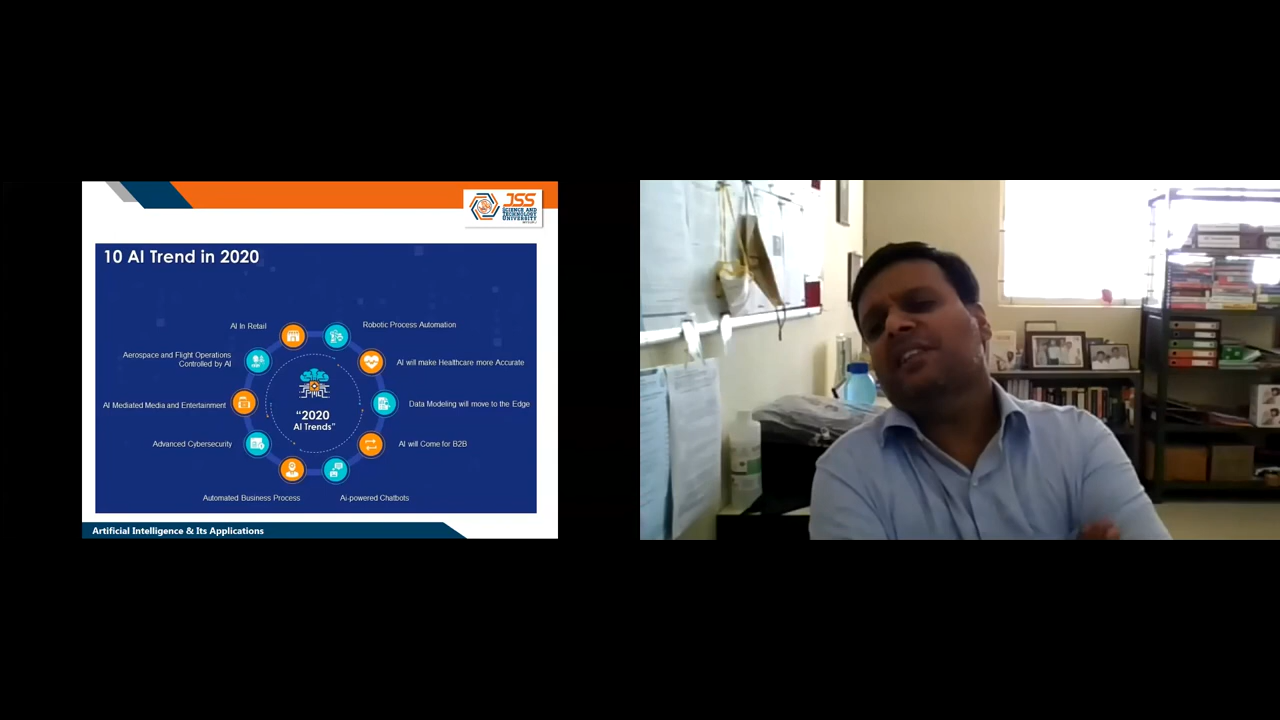 JSS
SCIENCE AND
TECHNOLOGY
UNIVERSITY
10 AI Trend in 2020
AI In Retail
Robotic Process Automation
Aerospace and Flight Operations
Controlled by AI
AI will make Healthcare more Accurate
AI Mediated Media and Entertainment
Data Modeling will move to the Edge
"2020
AI Trends"
Advanced Cybersecurity
AI will Come for B2B
Automated Business Process
Ai-powered Chatbots
Artificial Intelligence & Its Applications